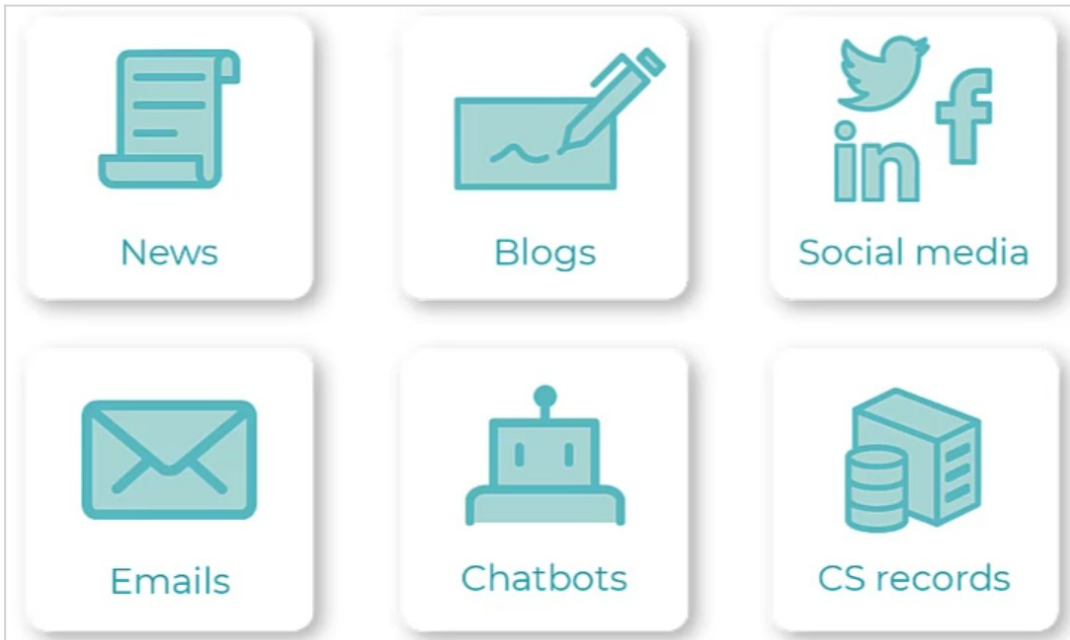 News
Blogs
Social media
Emails
Chatbots
CS records